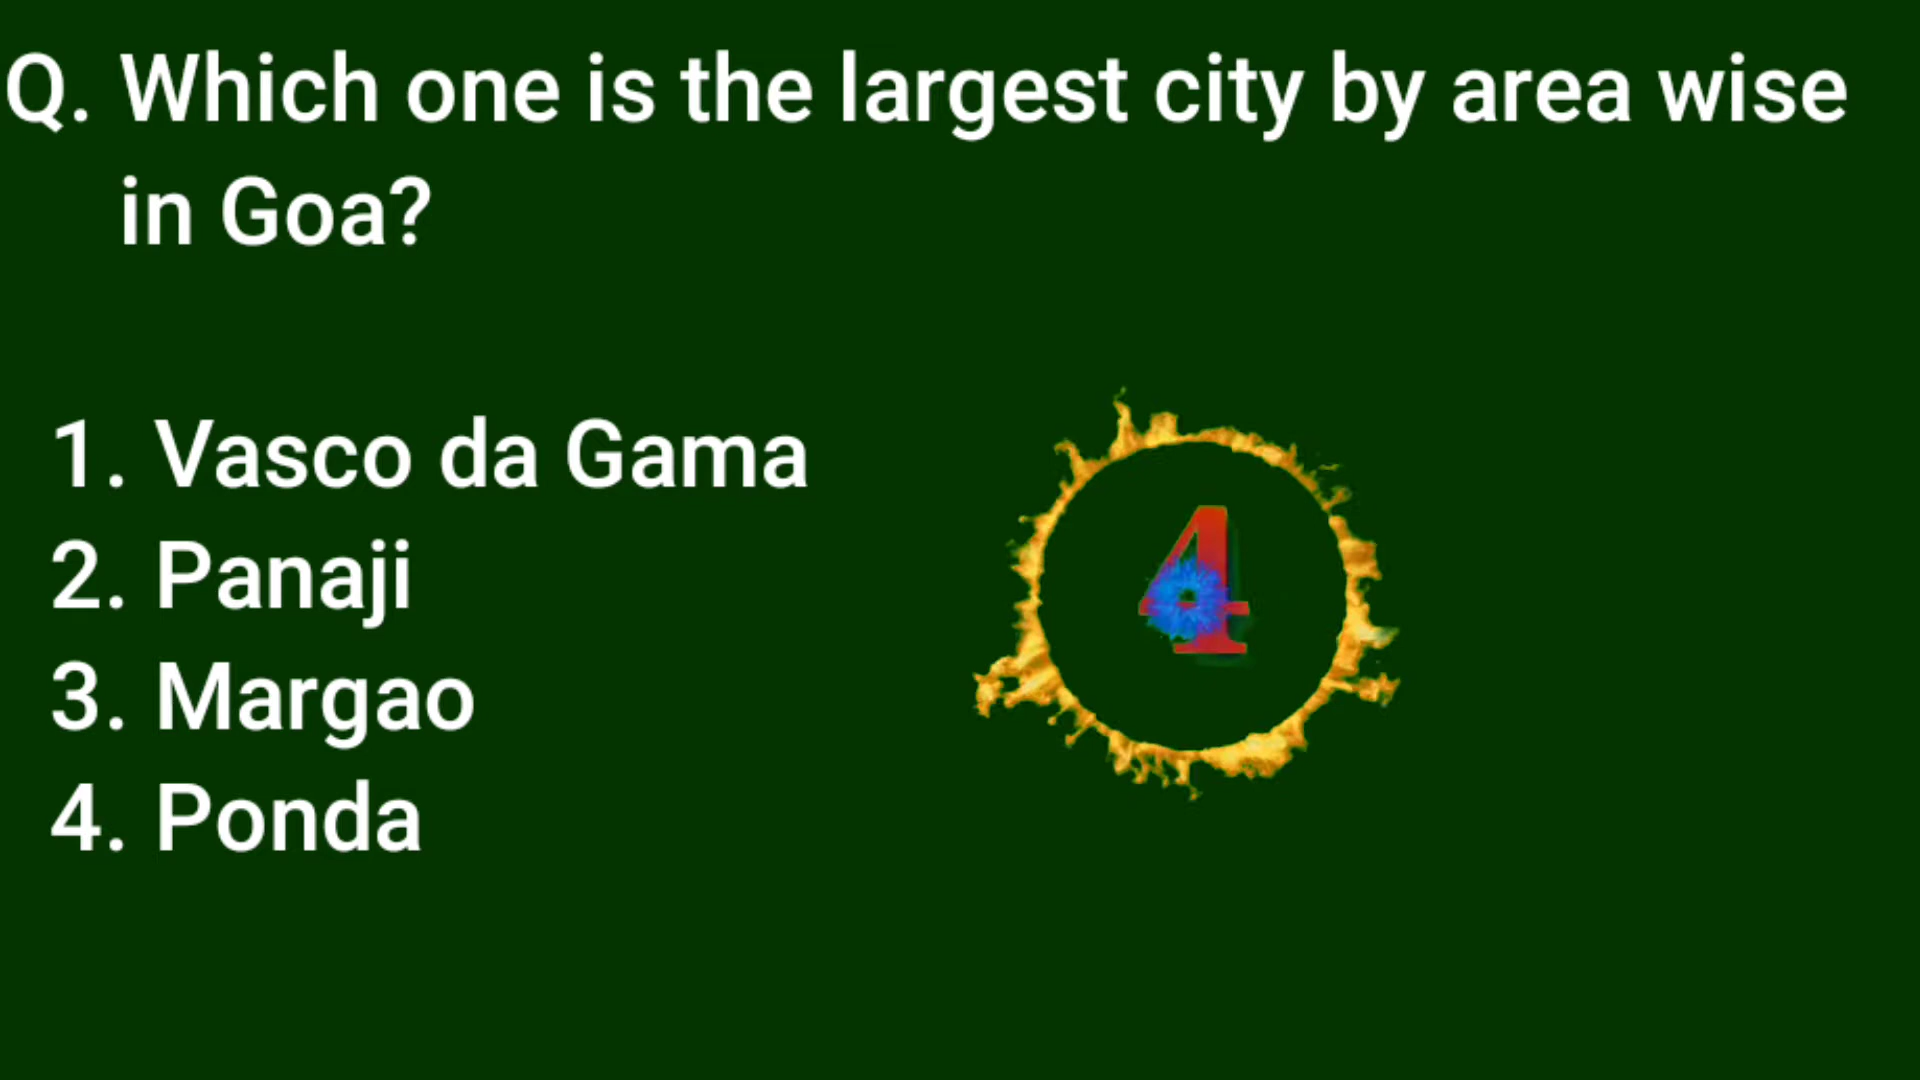 Q. Which one is the largest city by area wise
in Goa?
1. Vasco da Gama
2. Panaji
3. Margao
4. Ponda
4